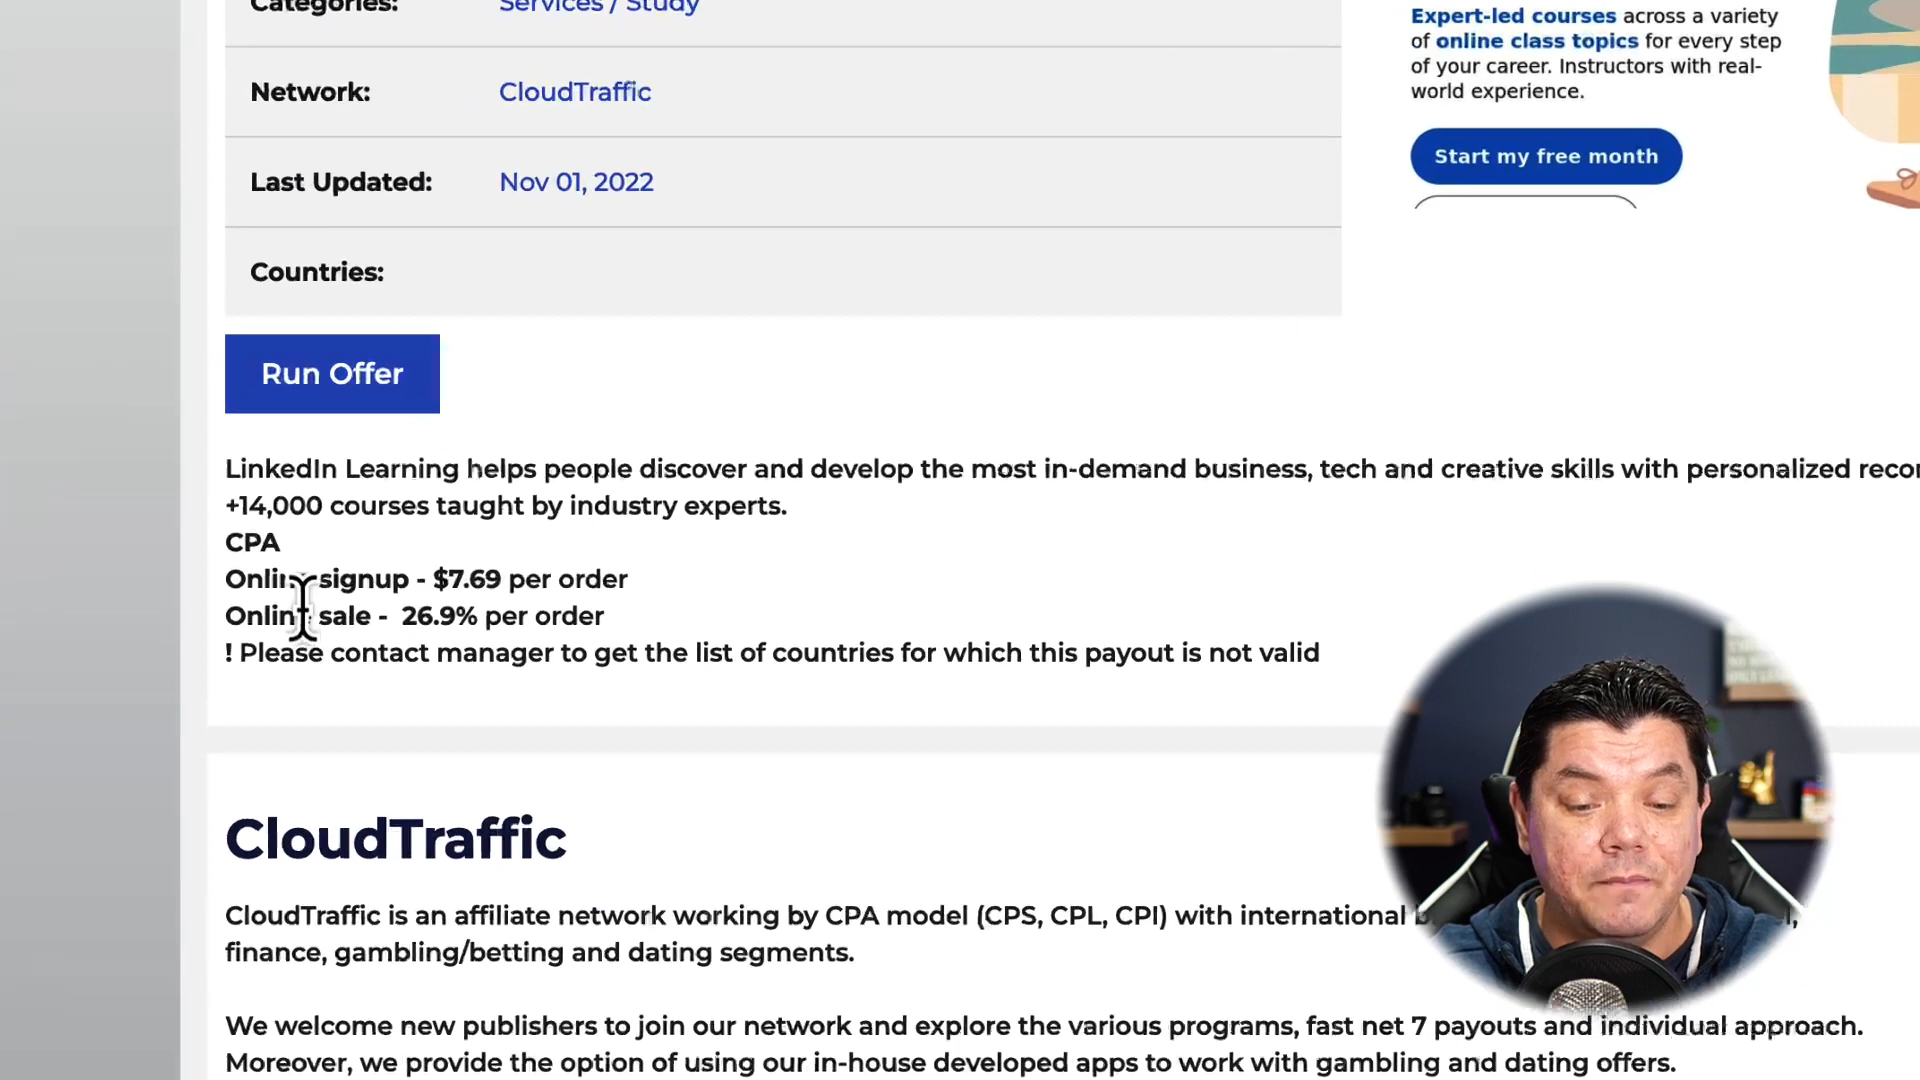 Categories: Services / Study
Network: CloudTraffic
Last Updated: Nov 01, 2022
Countries:
Run Offer
LinkedIn Learning helps people discover and develop the most in-demand business, tech and creative skills with personalized
+14,000 courses taught by industry experts.
CPA
Online signup - $7.69 per order
Online sale - 26.9% per order
! Please contact manager to get the list of countries for which this payout is not valid
CloudTraffic
CloudTraffic is an affiliate network working by CPA model (CPS, CPL, CPI) with international
finance, gambling/betting and dating segments.
We welcome new publishers to join our network and explore the various programs, fast net 7 payouts and individual approach.
Moreover, we provide the option of using our in-house developed apps to work with gambling and dating offers.
Expert-led courses across a variety
of online class topics for every step
of your career. Instructors with real-
world experience.
Start my free month